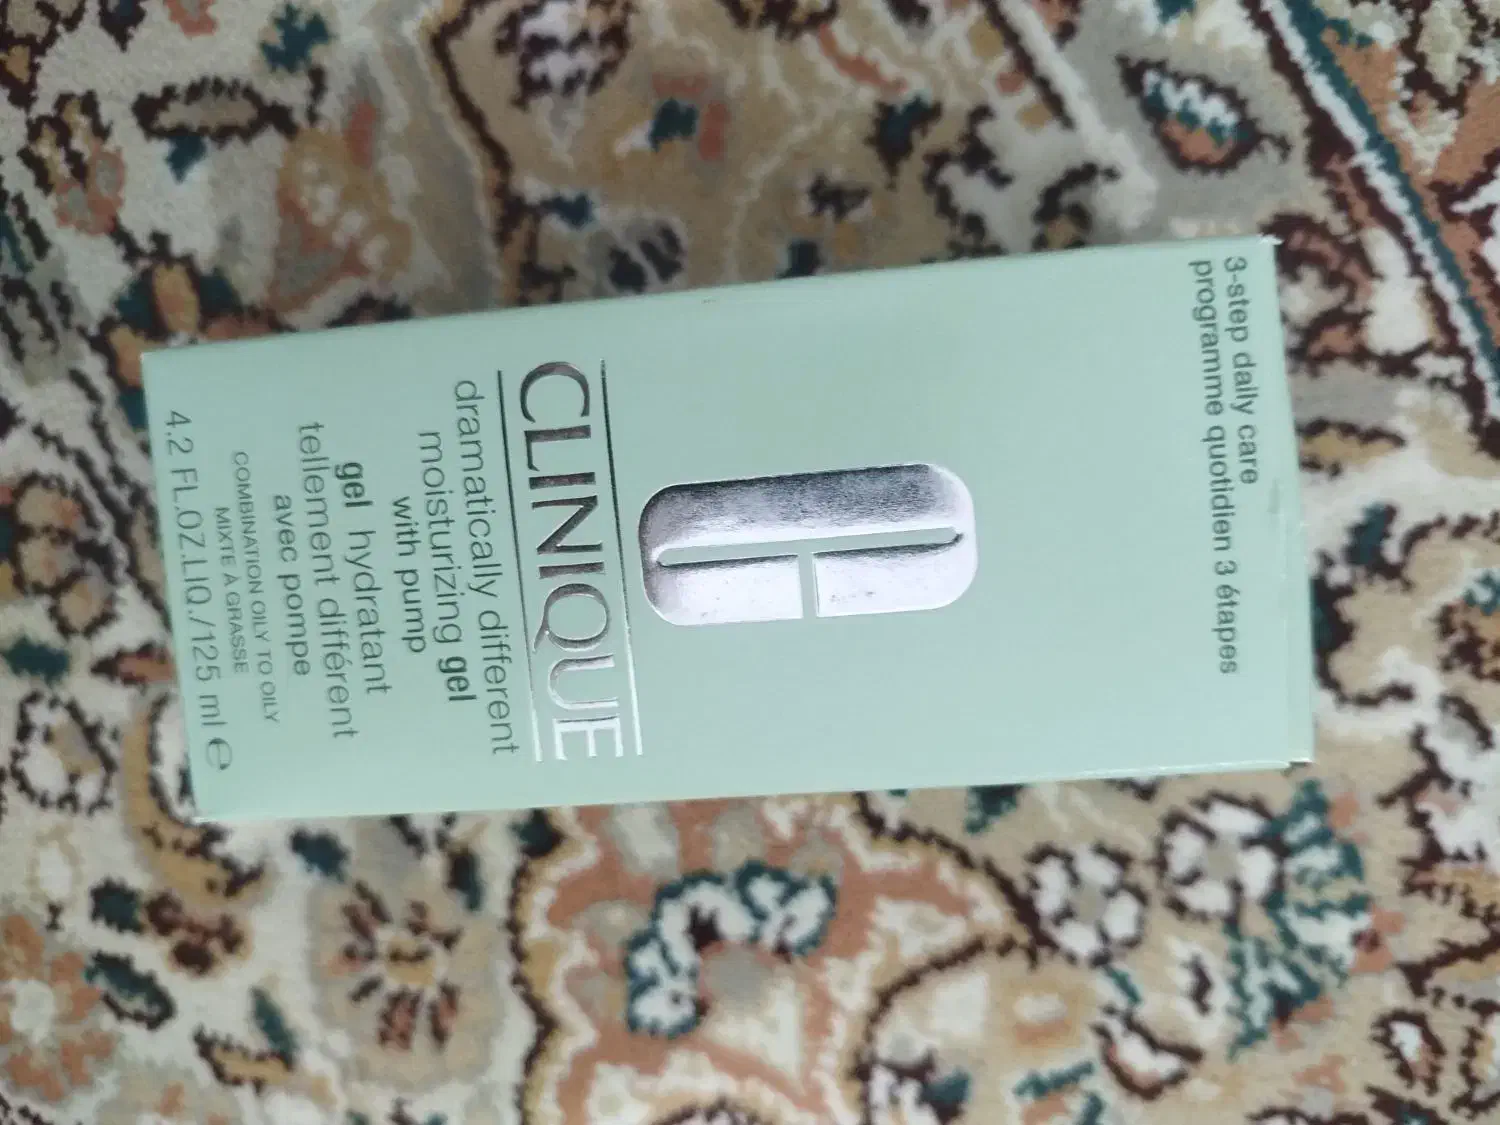 3-step daily care
programme quotidien 3 étapes
CLINIQUE
dramatically different
moisturizing gel
with pump
gel hydratant
tellement différent
avec pompe
COMBINATION OILY TO OILY
MIXTE À GRASSE
4.2 FL.OZ.LIQ./125 ml ℮